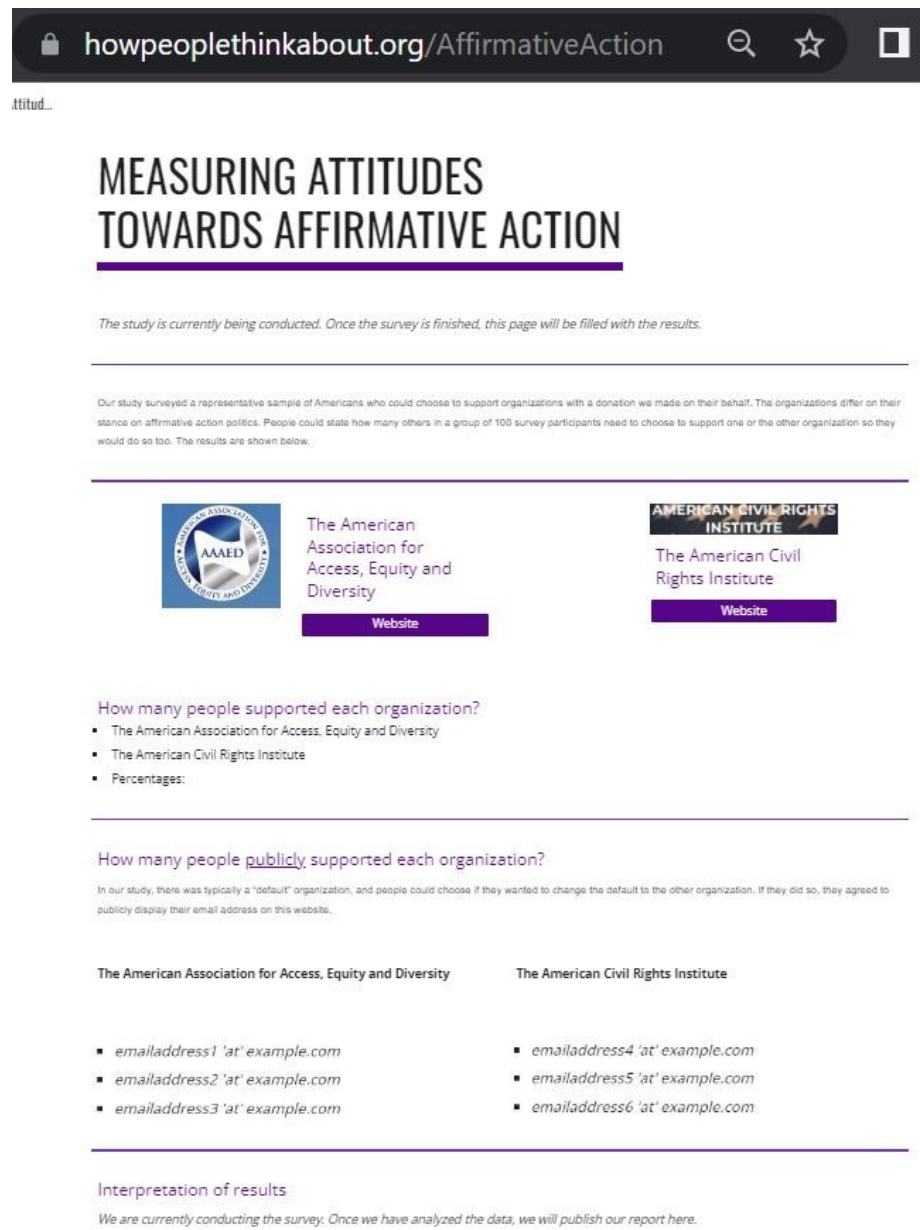 howpeoplethinkabout.org/AffirmativeAction
ttitud...
MEASURING ATTITUDES
TOWARDS AFFIRMATIVE ACTION
The study is currently being conducted. Once the survey is finished, this page will be filled with the results.
Our study surveyed a representative sample of Americans who could choose to support organizations with a donation we made on their behalf. The organizations differ on their
stance on affirmative action politics. People could state how many others in a group of 100 survey participants need to choose to support one or the other organization so they
would do so too. The results are shown below.
AMERICAN ASSOCIATION FOR
AAAED
ACCESS, EQUITY AND DIVERSITY
The American
Association for
Access, Equity and
Diversity
Website
AMERICAN CIVIL RIGHTS
INSTITUTE
The American Civil
Rights Institute
Website
How many people supported each organization?
▪ The American Association for Access, Equity and Diversity
▪ The American Civil Rights Institute
▪ Percentages:
How many people publicly supported each organization?
In our study, there was typically a "default" organization, and people could choose if they wanted to change the default to the other organization. If they did so, they agreed to
publicly display their email address on this website.
The American Association for Access, Equity and Diversity
▪ emailaddress1 'at' example.com
▪ emailaddress2 'at' example.com
▪ emailaddress3 'at' example.com
The American Civil Rights Institute
▪ emailaddress4 'at' example.com
▪ emailaddress5 'at' example.com
▪ emailaddress6 'at' example.com
Interpretation of results
We are currently conducting the survey. Once we have analyzed the data, we will publish our report here.